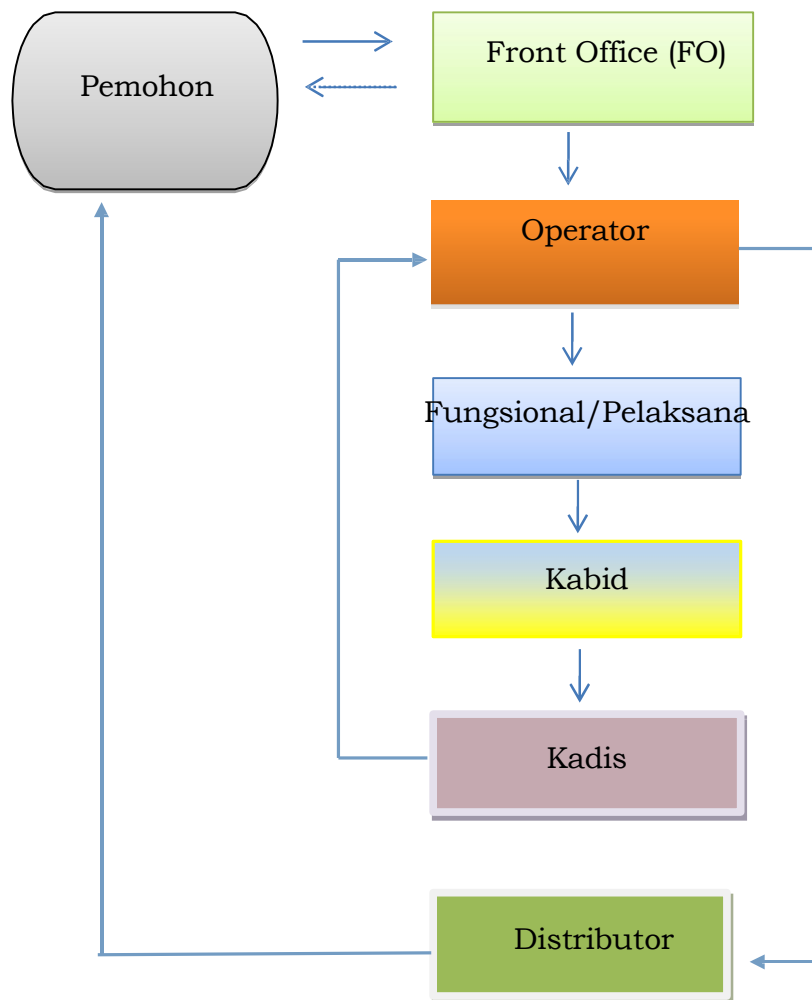 Pemohon
Front Office (FO)
Operator
Fungsional/Pelaksana
Kabid
Kadis
Distributor